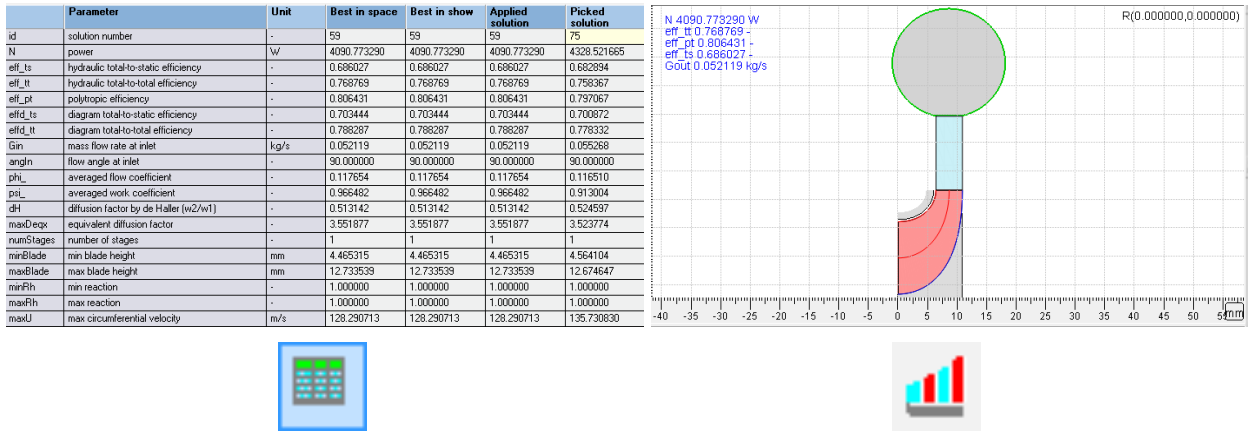 Parameter Unit Best in space Best in show Applied solution Picked solution
id solution number - 59 59 59 75
N power W 4090.773290 4090.773290 4090.773290 4328.521665
eff_ts hydraulic total-to-static efficiency - 0.686027 0.686027 0.686027 0.682894
eff_tt hydraulic total-to-total efficiency - 0.768769 0.768769 0.768769 0.758367
eff_pt polytropic efficiency - 0.806431 0.806431 0.806431 0.797067
effd_ts diagram total-to-static efficiency - 0.703444 0.703444 0.703444 0.700872
effd_tt diagram total-to-total efficiency - 0.788287 0.788287 0.788287 0.778332
Gin mass flow rate at inlet kg/s 0.052119 0.052119 0.052119 0.055268
angIn flow angle at inlet - 90.000000 90.000000 90.000000 90.000000
phi_ averaged flow coefficient - 0.117654 0.117654 0.117654 0.116510
psi_ averaged work coefficient - 0.966482 0.966482 0.966482 0.913004
dH diffusion factor by de Haller (w2/w1) - 0.513142 0.513142 0.513142 0.524597
maxDeqx equivalent diffusion factor - 3.551877 3.551877 3.551877 3.523774
numStages number of stages - 1 1 1 1
minBlade min blade height mm 4.465315 4.465315 4.465315 4.564104
maxBlade max blade height mm 12.733539 12.733539 12.733539 12.674647
minRh min reaction - 1.000000 1.000000 1.000000 1.000000
maxRh max reaction - 1.000000 1.000000 1.000000 1.000000
maxU max circumferential velocity m/s 128.290713 128.290713 128.290713 135.730830
N 4090.773290 W
eff_tt 0.768769 -
eff_pt 0.806431 -
eff_ts 0.686027 -
Gout 0.052119 kg/s
R(0.000000,0.000000)
-40 -35 -30 -25 -20 -15 -10 -5 0 5 10 15 20 25 30 35 40 45 50 mm